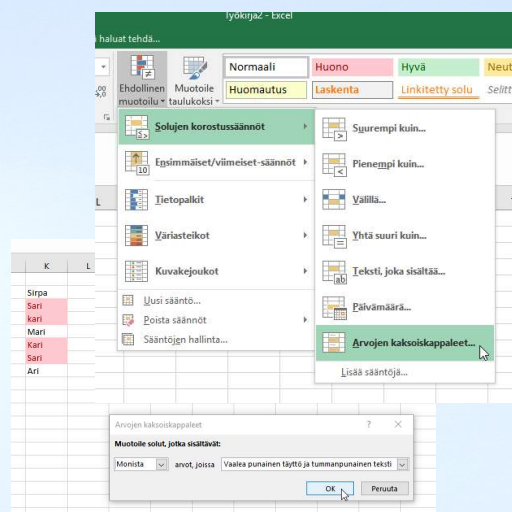 Työkirja2 - Excel
haluat tehdä...
Ehdollinen muotoilu
Muotoile taulukoksi
Normaali
Huono
Hyvä
Neut
Huomautus
Laskenta
Linkitetty solu
Selitt
Solujen korostussäännöt
Ensimmäiset/viimeiset-säännöt
Tietopalkit
Väriasteikot
Kuvakejoukot
Uusi sääntö...
Poista säännöt
Sääntöjen hallinta...
Suurempi kuin...
Pienempi kuin...
Välillä...
Yhtä suuri kuin...
Teksti, joka sisältää...
Päivämäärä...
Arvojen kaksoiskappaleet...
Lisää sääntöjä...
L
K L
Sirpa
Sari
kari
Mari
Kari
Sari
Ari
Arvojen kaksoiskappaleet ? ×
Muotoile solut, jotka sisältävät:
Monista arvot, joissa Vaalea punainen täyttö ja tummanpunainen teksti
OK Peruuta